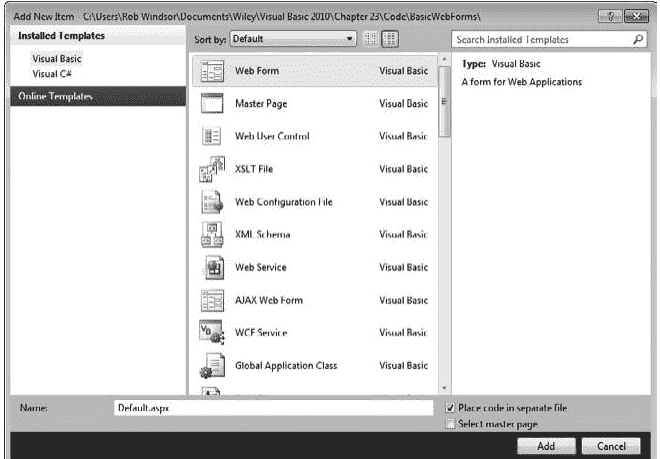 Add New Item - C:\Users\Rob Windsor\Documents\Wiley\Visual Basic 2010\Chapter 23\Code\BasicWebForms\
Installed Templates
Visual Basic
Visual C#
Online Templates
Sort by: Default
Search Installed Templates
Web Form Visual Basic
Master Page Visual Basic
Web User Control Visual Basic
XSLT File Visual Basic
Web Configuration File Visual Basic
XML Schema Visual Basic
Web Service Visual Basic
AJAX Web Form Visual Basic
WCF Service Visual Basic
Global Application Class Visual Basic
Type: Visual Basic
A form for Web Applications
Name: Default.aspx
Place code in separate file
Select master page
Add Cancel